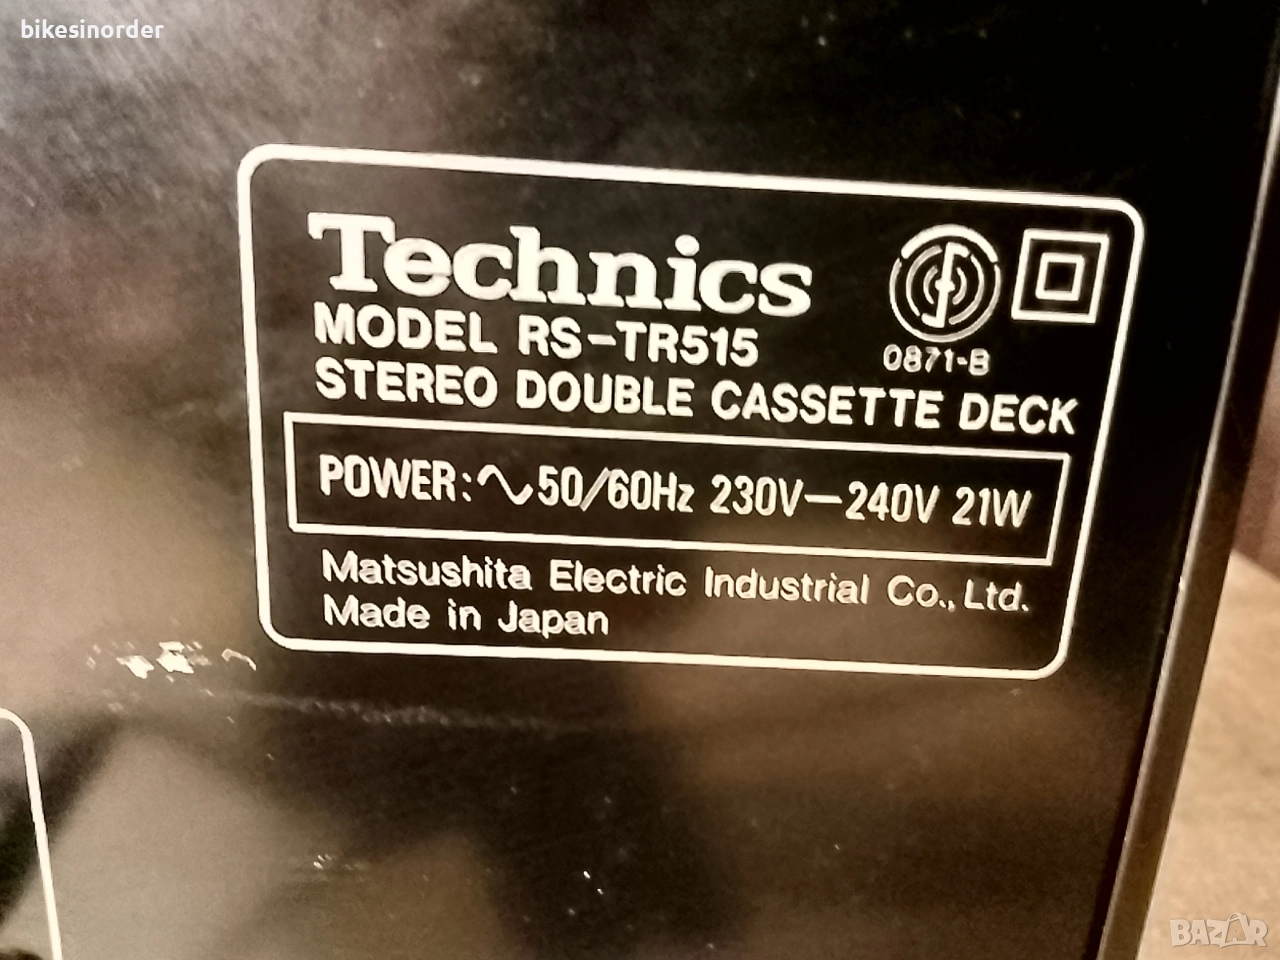 bikesinorder
Technics
MODEL RS-TR515
0871-B
STEREO DOUBLE CASSETTE DECK
POWER: ∿50/60Hz 230V—240V 21W
Matsushita Electric Industrial Co., Ltd.
Made in Japan
BAZAR